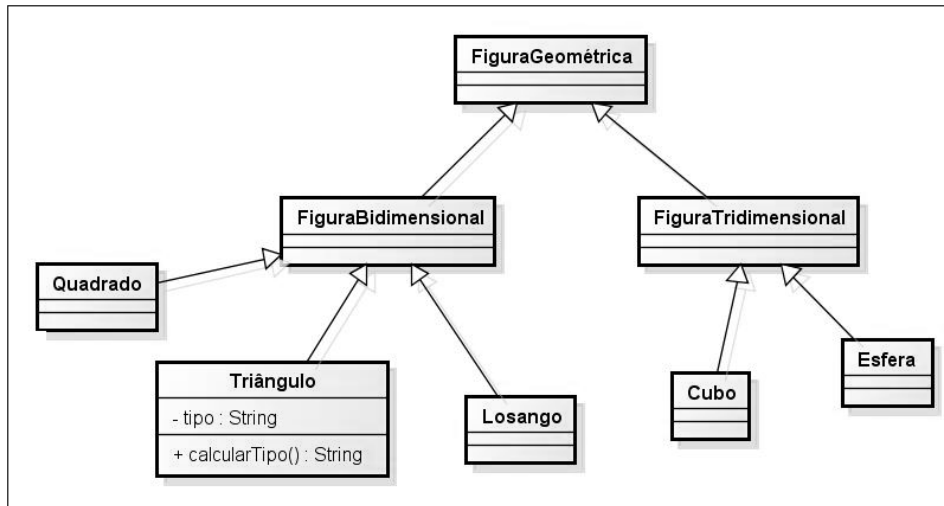 FiguraGeométrica
FiguraBidimensional
FiguraTridimensional
Quadrado
Triângulo
- tipo : String
+ calcularTipo() : String
Losango
Cubo
Esfera